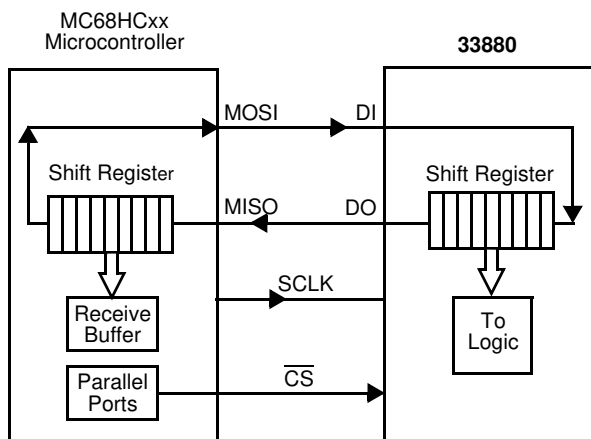 MC68HCxx
Microcontroller
33880
MOSI
DI
Shift Register
Shift Register
MISO
DO
SCLK
Receive
Buffer
To
Logic
Parallel
Ports
CS